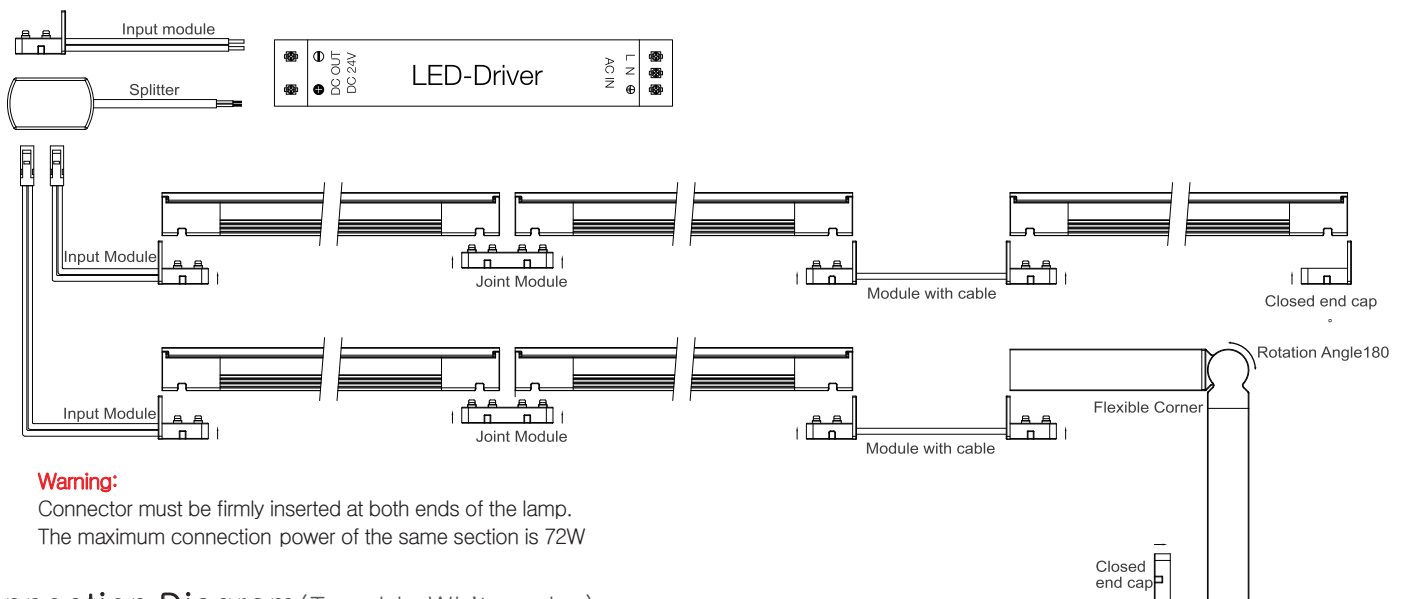 Input module
Splitter
DC OUT
DC 24V
LED-Driver
AC IN
L N
Input Module
Joint Module
Module with cable
Closed end cap
Rotation Angle180
Input Module
Joint Module
Module with cable
Flexible Corner
Warning:
Connector must be firmly inserted at both ends of the lamp.
The maximum connection power of the same section is 72W
Closed
end cap